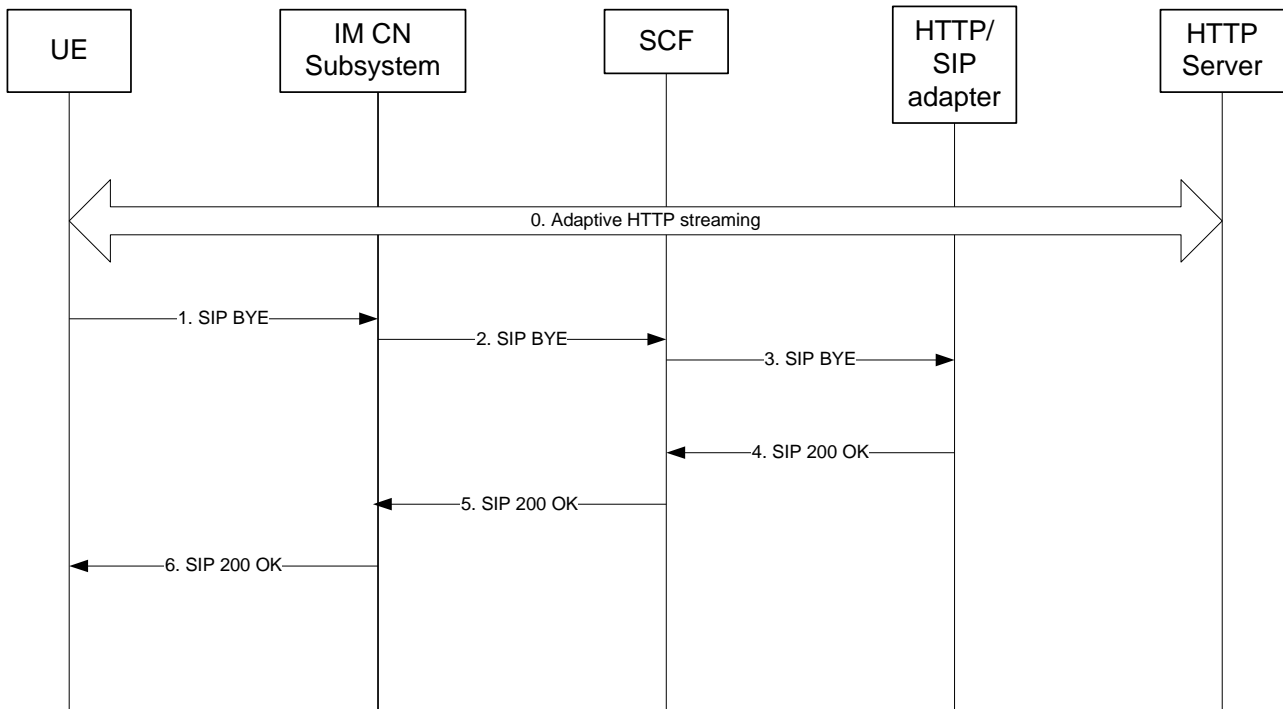 UE
IM CN
Subsystem
SCF
HTTP/
SIP
adapter
HTTP
Server
0. Adaptive HTTP streaming
1. SIP BYE
2. SIP BYE
3. SIP BYE
4. SIP 200 OK
5. SIP 200 OK
6. SIP 200 OK